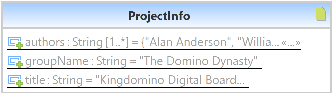 ProjectInfo
authors : String [1..*] = {"Alan Anderson", "Willia... «...»
groupName : String = "The Domino Dynasty"
title : String = "Kingdomino Digital Board...